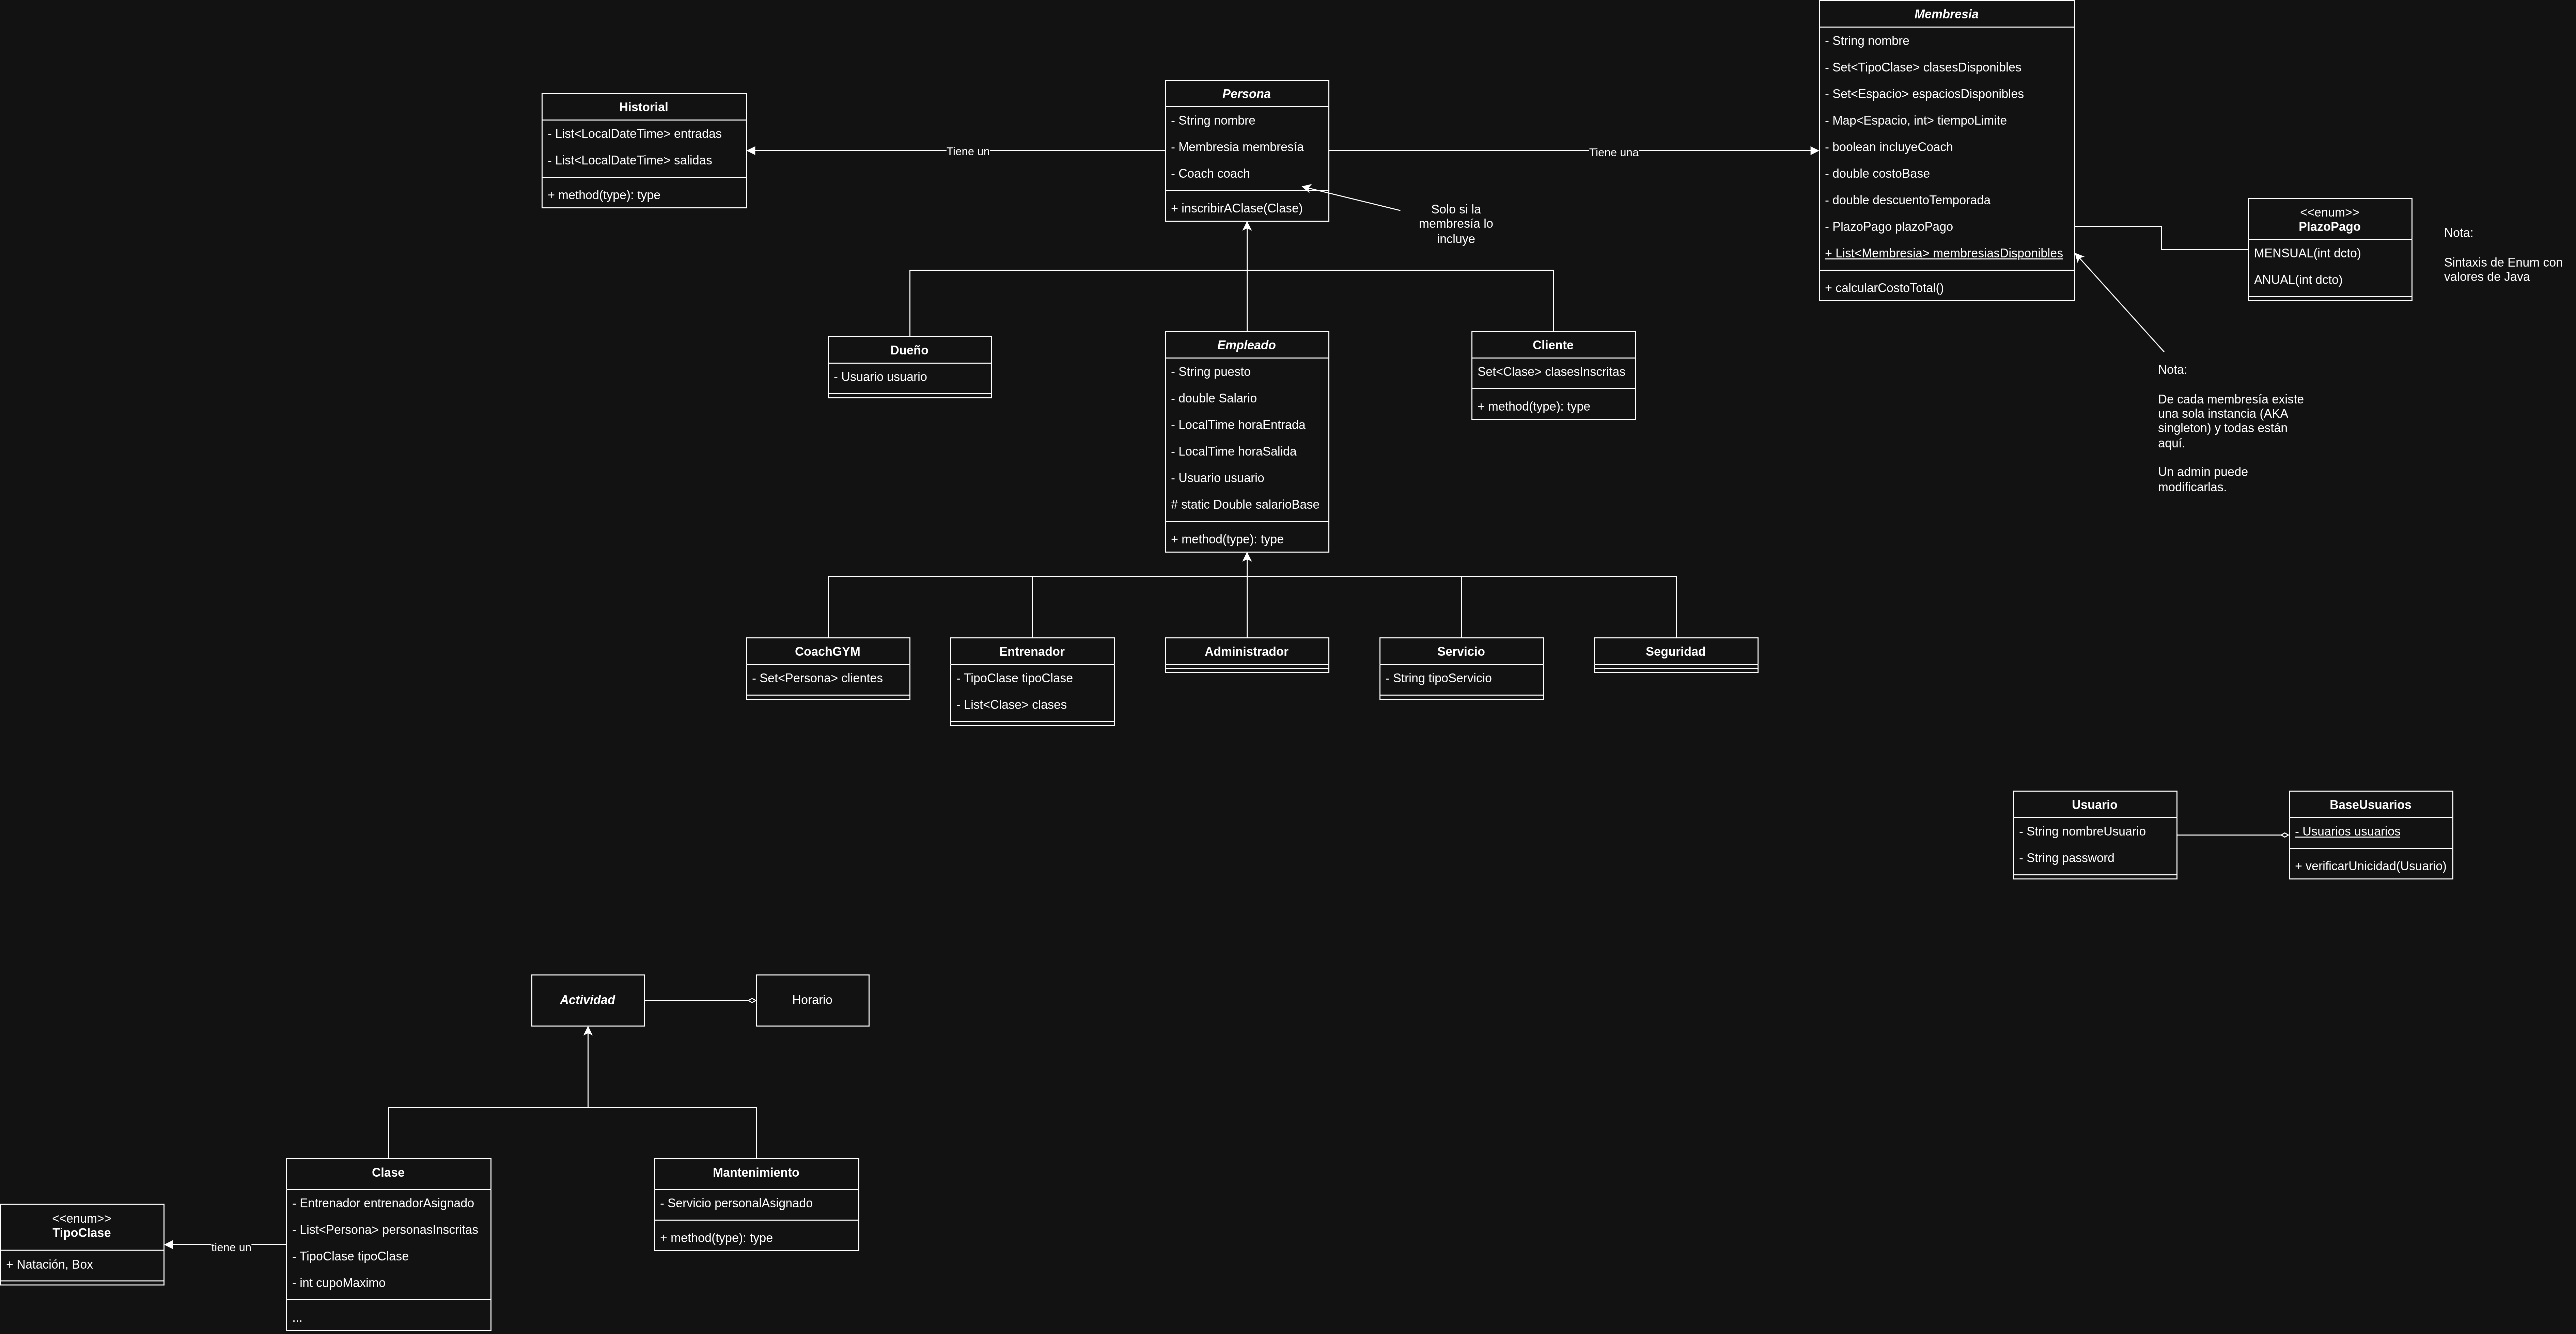 Membresia
- String nombre
- Set<TipoClase> clasesDisponibles
- Set<Espacio> espaciosDisponibles
- Map<Espacio, int> tiempoLimite
- boolean incluyeCoach
- double costoBase
- double descuentoTemporada
- PlazoPago plazoPago
+ List<Membresia> membresiasDisponibles
+ calcularCostoTotal()
Historial
- List<LocalDateTime> entradas
- List<LocalDateTime> salidas
+ method(type): type
Tiene un
Persona
- String nombre
- Membresia membresía
- Coach coach
+ inscribirAClase(Clase)
Tiene una
Solo si la
membresía lo
incluye
<<enum>>
PlazoPago
MENSUAL(int dcto)
ANUAL(int dcto)
Nota:
Sintaxis de Enum con
valores de Java
Nota:
De cada membresía existe
una sola instancia (AKA
singleton) y todas están
aquí.
Un admin puede
modificarlas.
Dueño
- Usuario usuario
Empleado
- String puesto
- double Salario
- LocalTime horaEntrada
- LocalTime horaSalida
- Usuario usuario
# static Double salarioBase
+ method(type): type
Cliente
Set<Clase> clasesInscritas
+ method(type): type
CoachGYM
- Set<Persona> clientes
Entrenador
- TipoClase tipoClase
- List<Clase> clases
Administrador
Servicio
- String tipoServicio
Seguridad
Usuario
- String nombreUsuario
- String password
BaseUsuarios
- Usuarios usuarios
+ verificarUnicidad(Usuario)
Actividad
Horario
Clase
- Entrenador entrenadorAsignado
- List<Persona> personasInscritas
- TipoClase tipoClase
- int cupoMaximo
...
Mantenimiento
- Servicio personalAsignado
+ method(type): type
<<enum>>
TipoClase
+ Natación, Box
tiene un